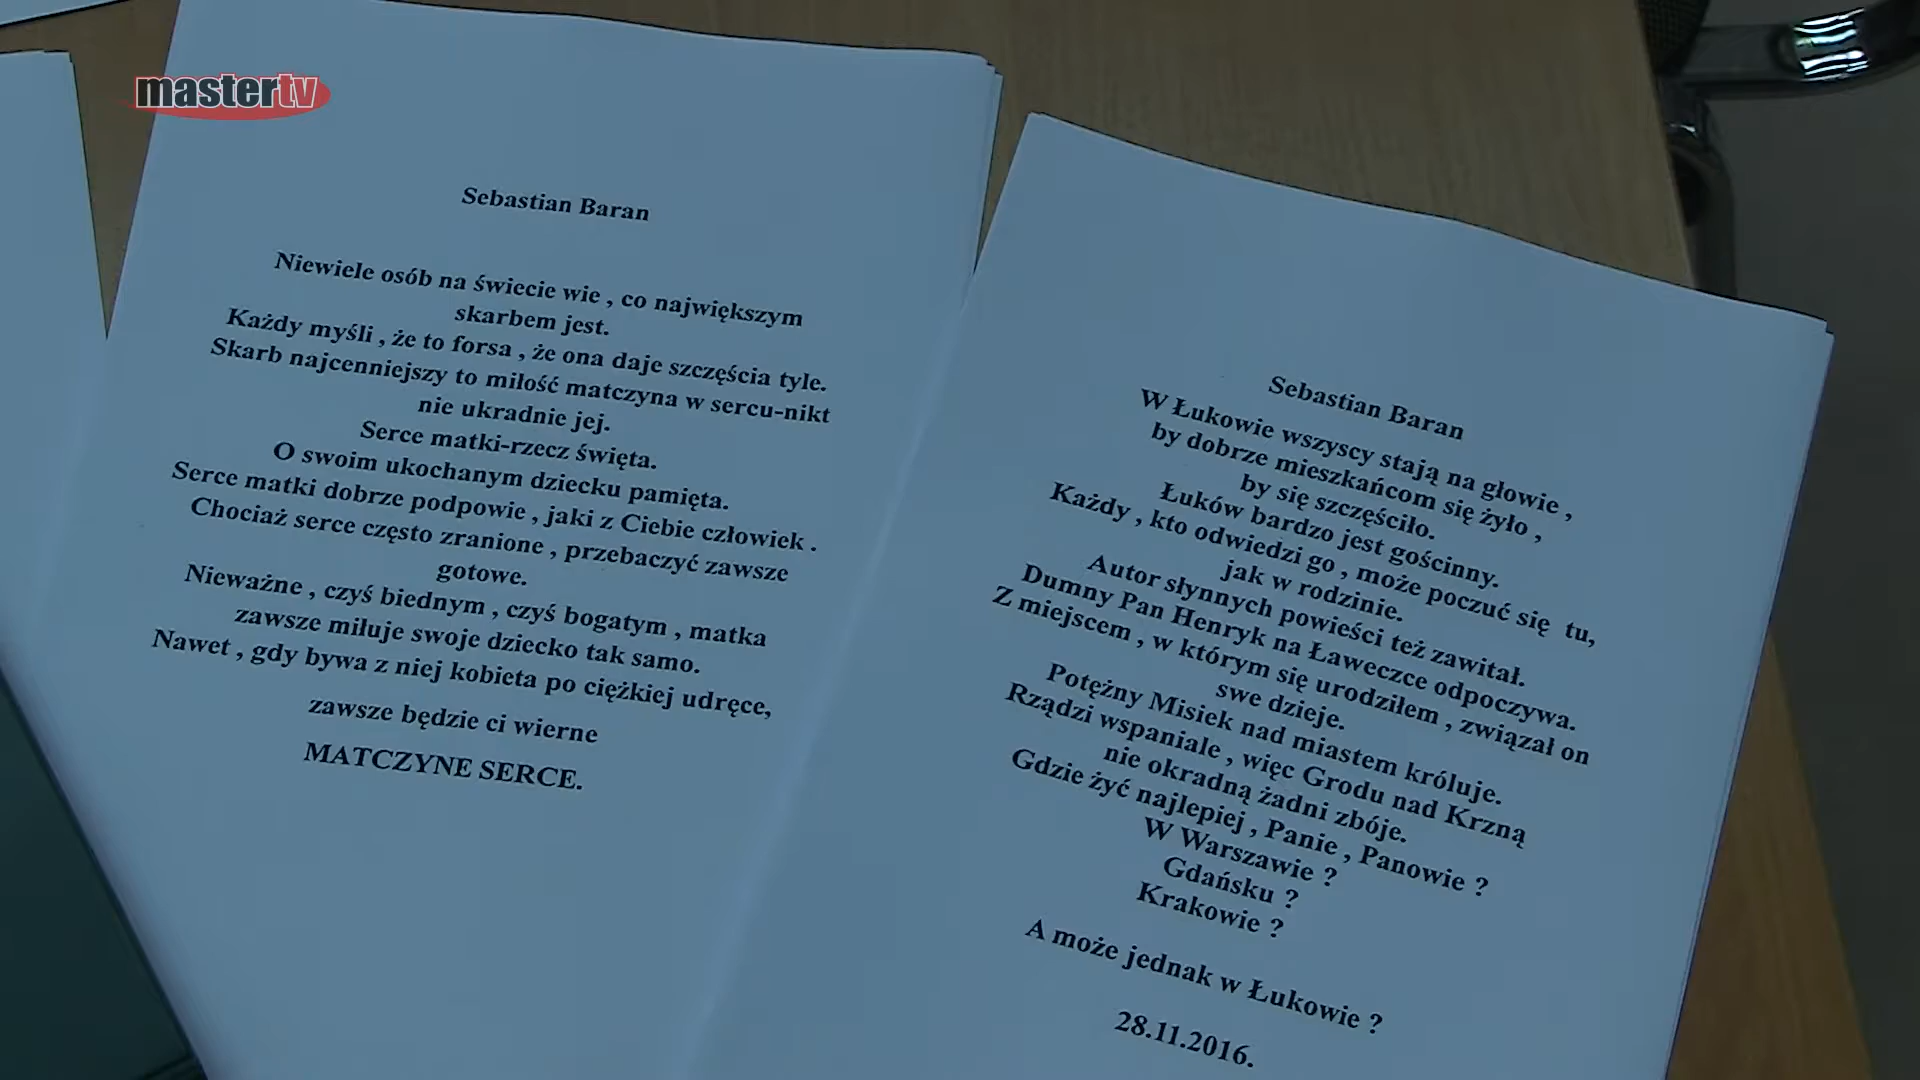 mastertv
Sebastian Baran
Niewiele osób na świecie wie , co największym
skarbem jest.
Każdy myśli , że to forsa , że ona daje szczęścia tyle.
Skarb najcenniejszy to miłość matczyna w sercu-nikt
nie ukradnie jej.
Serce matki-rzecz święta.
O swoim ukochanym dziecku pamięta.
Serce matki dobrze podpowie , jaki z Ciebie człowiek .
Chociaż serce często zranione , przebaczyć zawsze
gotowe.
Nieważne , czyś biednym , czyś bogatym , matka
zawsze miłuje swoje dziecko tak samo.
Nawet , gdy bywa z niej kobieta po ciężkiej udręce,
zawsze będzie ci wierne
MATCZYNE SERCE.
Sebastian Baran
W Łukowie wszyscy stają na głowie ,
by dobrze mieszkańcom się żyło ,
by się szczęściło.
Łuków bardzo jest gościnny.
Każdy , kto odwiedzi go , może poczuć się tu,
jak w rodzinie.
Autor słynnych powieści też zawitał.
Dumny Pan Henryk na Ławeczce odpoczywa.
Z miejscem , w którym się urodziłem , związał on
swe dzieje.
Potężny Misiek nad miastem króluje.
Rządzi wspaniale , więc Grodu nad Krzną
nie okradną żadni zbóje.
Gdzie żyć najlepiej , Panie , Panowie ?
W Warszawie ?
Gdańsku ?
Krakowie ?
A może jednak w Łukowie ?
28.11.2016.